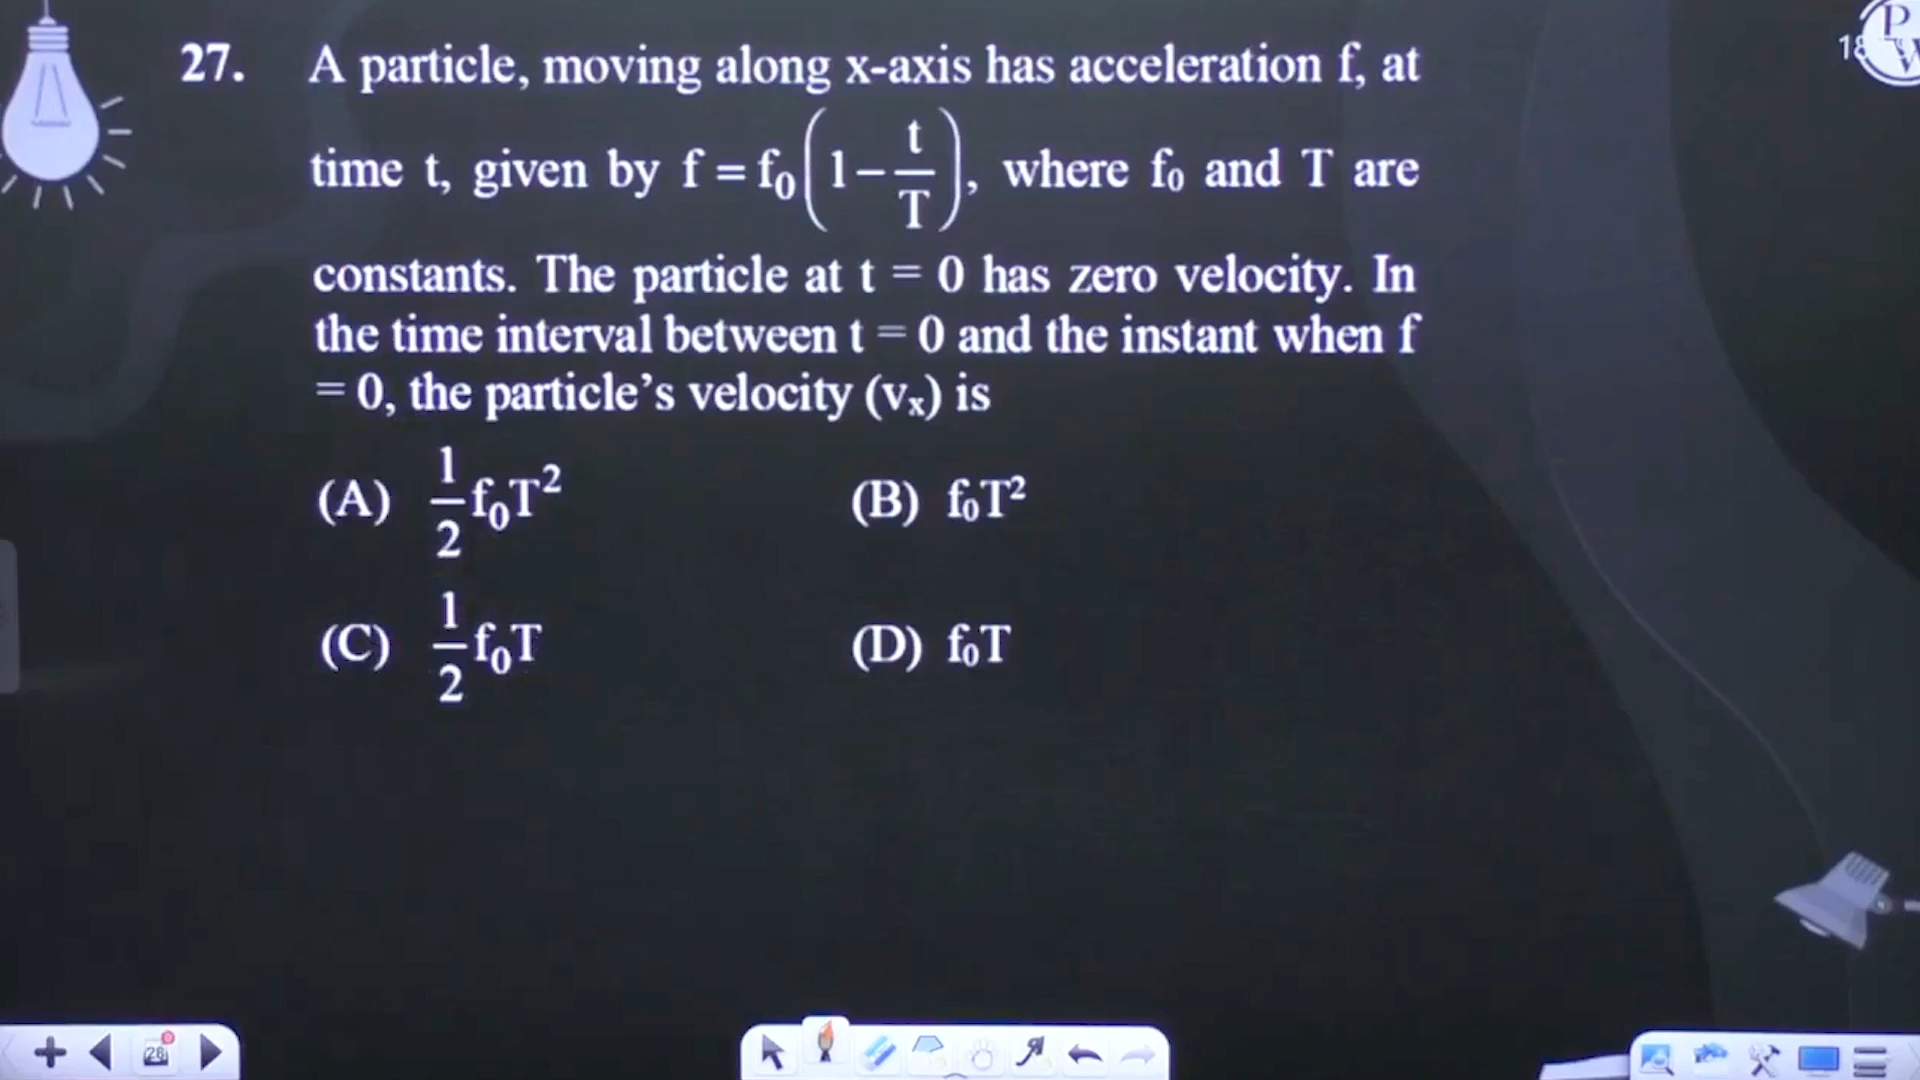 27. A particle, moving along x-axis has acceleration f, at
time t, given by f = f₀(1 − t/T), where f₀ and T are
constants. The particle at t = 0 has zero velocity. In
the time interval between t = 0 and the instant when f
= 0, the particle’s velocity (vₓ) is
(A) 1/2 f₀T² (B) f₀T²
(C) 1/2 f₀T (D) f₀T
P
W
28